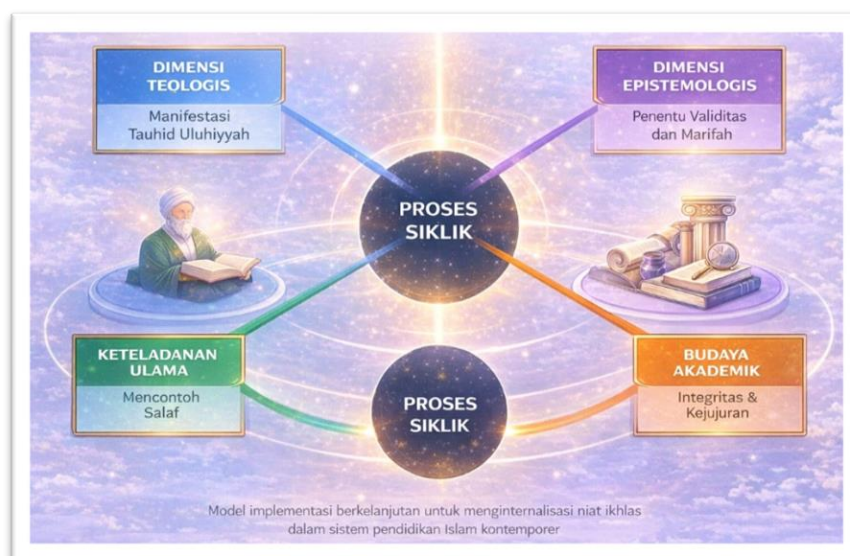 DIMENSI
TEOLOGIS
Manifestasi
Tauhid Uluhiyyah
DIMENSI
EPISTEMOLOGIS
Penentu Validitas
dan Marifah
PROSES
SIKLIK
KETELADANAN
ULAMA
Mencontoh
Salaf
BUDAYA
AKADEMIK
Integritas &
Kejujuran
PROSES
SIKLIK
Model implementasi berkelanjutan untuk menginternalisasi niat ikhlas
dalam sistem pendidikan Islam kontemporer